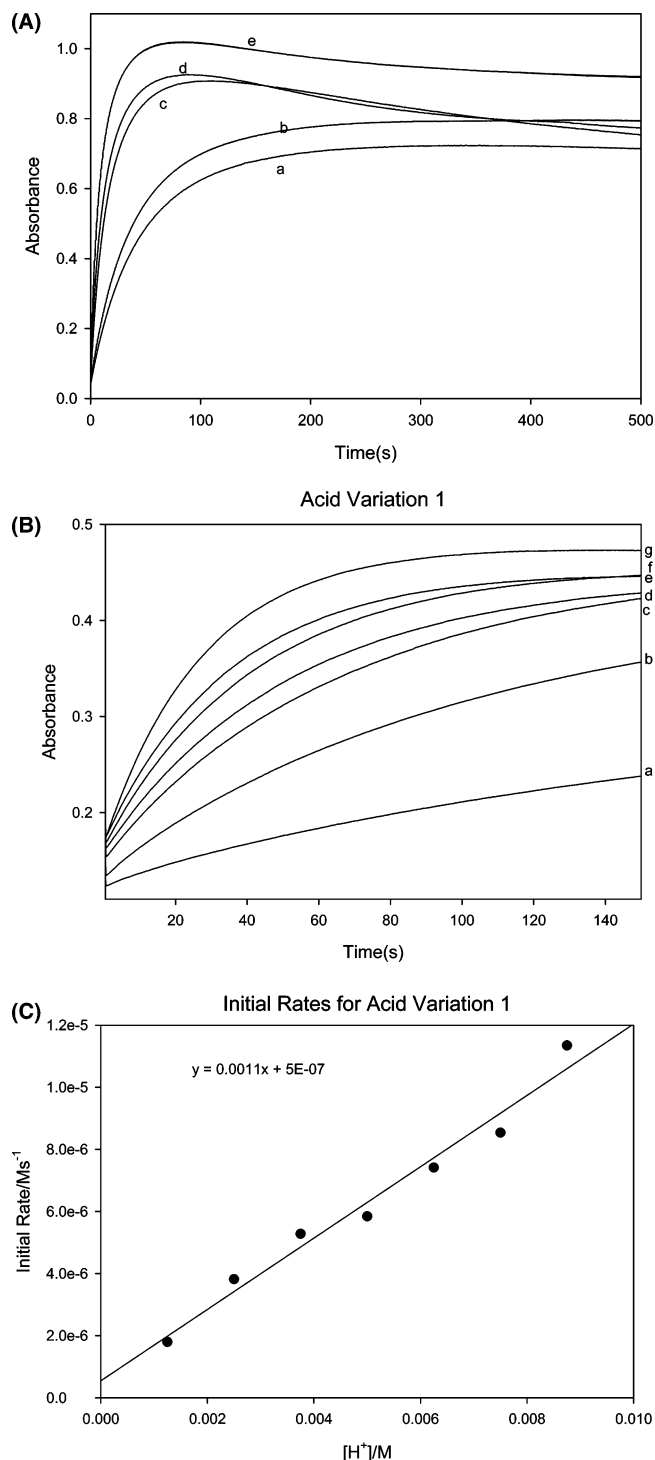 (A)
1.0
0.8
0.6
0.4
0.2
0.0
Absorbance
e
d
c
b
a
0 100 200 300 400 500
Time(s)
Acid Variation 1
(B)
0.5
0.4
0.3
0.2
Absorbance
g
f
e
d
c
b
a
20 40 60 80 100 120 140
Time(s)
Initial Rates for Acid Variation 1
(C)
1.2e-5
1.0e-5
8.0e-6
6.0e-6
4.0e-6
2.0e-6
0.0
Initial Rate/Ms⁻¹
y = 0.0011x + 5E-07
0.000 0.002 0.004 0.006 0.008 0.010
[H⁺]/M